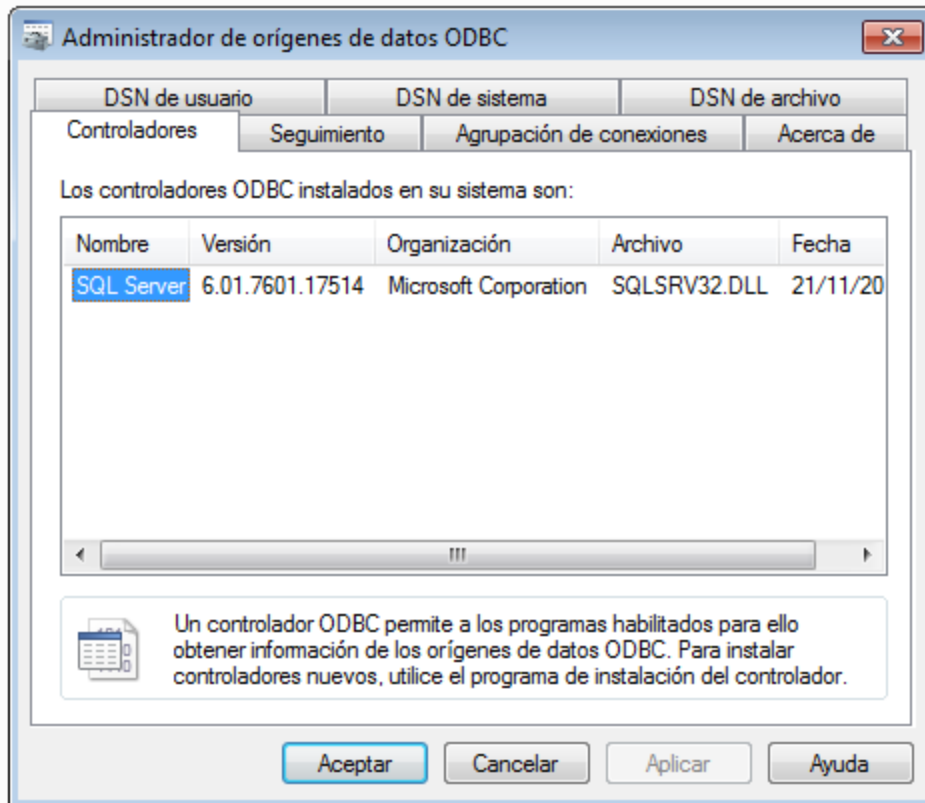 Administrador de orígenes de datos ODBC
DSN de usuario DSN de sistema DSN de archivo
Controladores Seguimiento Agrupación de conexiones Acerca de
Los controladores ODBC instalados en su sistema son:
Nombre Versión Organización Archivo Fecha
SQL Server 6.01.7601.17514 Microsoft Corporation SQLSRV32.DLL 21/11/20
Un controlador ODBC permite a los programas habilitados para ello
obtener información de los orígenes de datos ODBC. Para instalar
controladores nuevos, utilice el programa de instalación del controlador.
Aceptar Cancelar Aplicar Ayuda